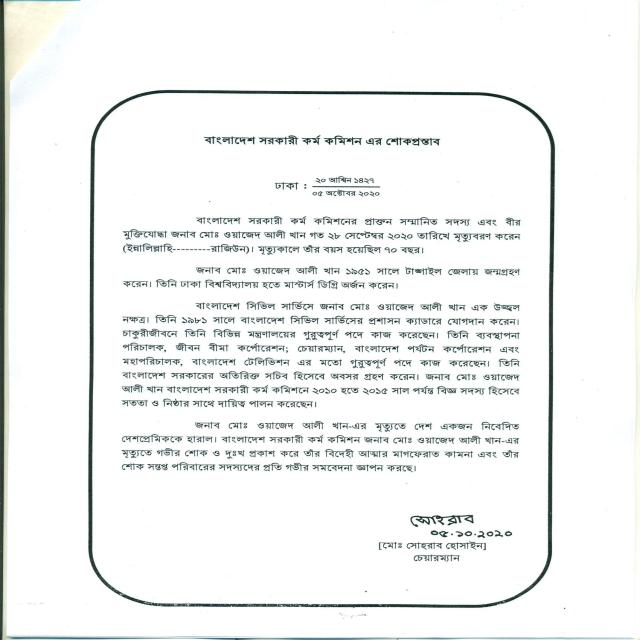 বাংলাদেশ সরকারী কর্ম কমিশন এর শোকপ্রস্তাব
ঢাকা : ২০ আশ্বিন ১৪২৭
০৫ অক্টোবর ২০২০
বাংলাদেশ সরকারী কর্ম কমিশনের প্রাক্তন সম্মানিত সদস্য এবং বীর
মুক্তিযোদ্ধা জনাব মোঃ ওয়াজেদ আলী খান গত ২৮ সেপ্টেম্বর ২০২০ তারিখে মৃত্যুবরণ করেন
(ইন্নালিল্লাহি---------রাজিউন)। মৃত্যুকালে তাঁর বয়স হয়েছিল ৭০ বছর।
জনাব মোঃ ওয়াজেদ আলী খান ১৯৫১ সালে টাঙ্গাইল জেলায় জন্মগ্রহণ
করেন। তিনি ঢাকা বিশ্ববিদ্যালয় হতে মাস্টার্স ডিগ্রি অর্জন করেন।
বাংলাদেশ সিভিল সার্ভিসে জনাব মোঃ ওয়াজেদ আলী খান এক উজ্জ্বল
নক্ষত্র। তিনি ১৯৮১ সালে বাংলাদেশ সিভিল সার্ভিসের প্রশাসন ক্যাডারে যোগদান করেন।
চাকুরীজীবনে তিনি বিভিন্ন মন্ত্রণালয়ের গুরুত্বপূর্ণ পদে কাজ করেছেন। তিনি ব্যবস্থাপনা
পরিচালক, জীবন বীমা কর্পোরেশন; চেয়ারম্যান, বাংলাদেশ পর্যটন কর্পোরেশন এবং
মহাপরিচালক, বাংলাদেশ টেলিভিশন এর মতো গুরুত্বপূর্ণ পদে কাজ করেছেন। তিনি
বাংলাদেশ সরকারের অতিরিক্ত সচিব হিসেবে অবসর গ্রহণ করেন। জনাব মোঃ ওয়াজেদ
আলী খান বাংলাদেশ সরকারী কর্ম কমিশনে ২০১০ হতে ২০১৫ সাল পর্যন্ত বিজ্ঞ সদস্য হিসেবে
সততা ও নিষ্ঠার সাথে দায়িত্ব পালন করেছেন।
জনাব মোঃ ওয়াজেদ আলী খান-এর মৃত্যুতে দেশ একজন নিবেদিত
দেশপ্রেমিককে হারাল। বাংলাদেশ সরকারী কর্ম কমিশন জনাব মোঃ ওয়াজেদ আলী খান-এর
মৃত্যুতে গভীর শোক ও দুঃখ প্রকাশ করে তাঁর বিদেহী আত্মার মাগফেরাত কামনা এবং তাঁর
শোক সন্তপ্ত পরিবারের সদস্যদের প্রতি গভীর সমবেদনা জ্ঞাপন করছে।
সোহরাব
০৫.১০.২০২০
[মোঃ সোহরাব হোসাইন]
চেয়ারম্যান